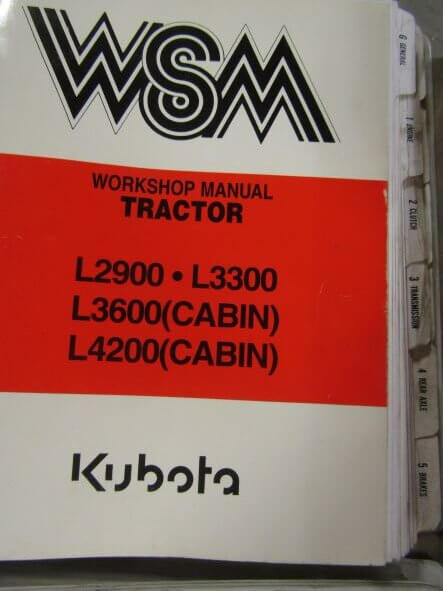 WSM
WORKSHOP MANUAL
TRACTOR
L2900 • L3300
L3600(CABIN)
L4200(CABIN)
Kubota
G GENERAL
1 ENGINE
2 CLUTCH
3 TRANSMISSION
4 REAR AXLE
5 BRAKES